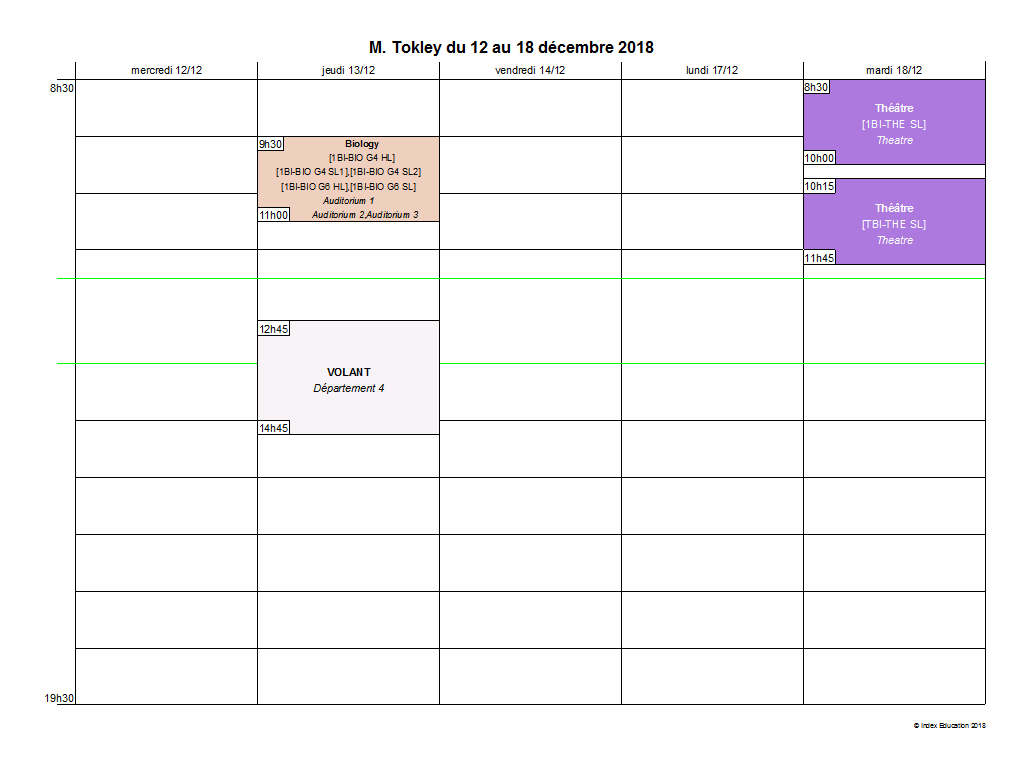 M. Tokley du 12 au 18 décembre 2018
mercredi 12/12
jeudi 13/12
vendredi 14/12
lundi 17/12
mardi 18/12
8h30
9h30
Biology
[1BI-BIO G4 HL]
[1BI-BIO G4 SL1],[1BI-BIO G4 SL2]
[1BI-BIO G6 HL],[1BI-BIO G6 SL]
Auditorium 1
11h00
Auditorium 2,Auditorium 3
12h45
VOLANT
Département 4
14h45
8h30
Théâtre
[1BI-THE SL]
Theatre
10h00
10h15
Théâtre
[TBI-THE SL]
Theatre
11h45
19h30
© Index Education 2018